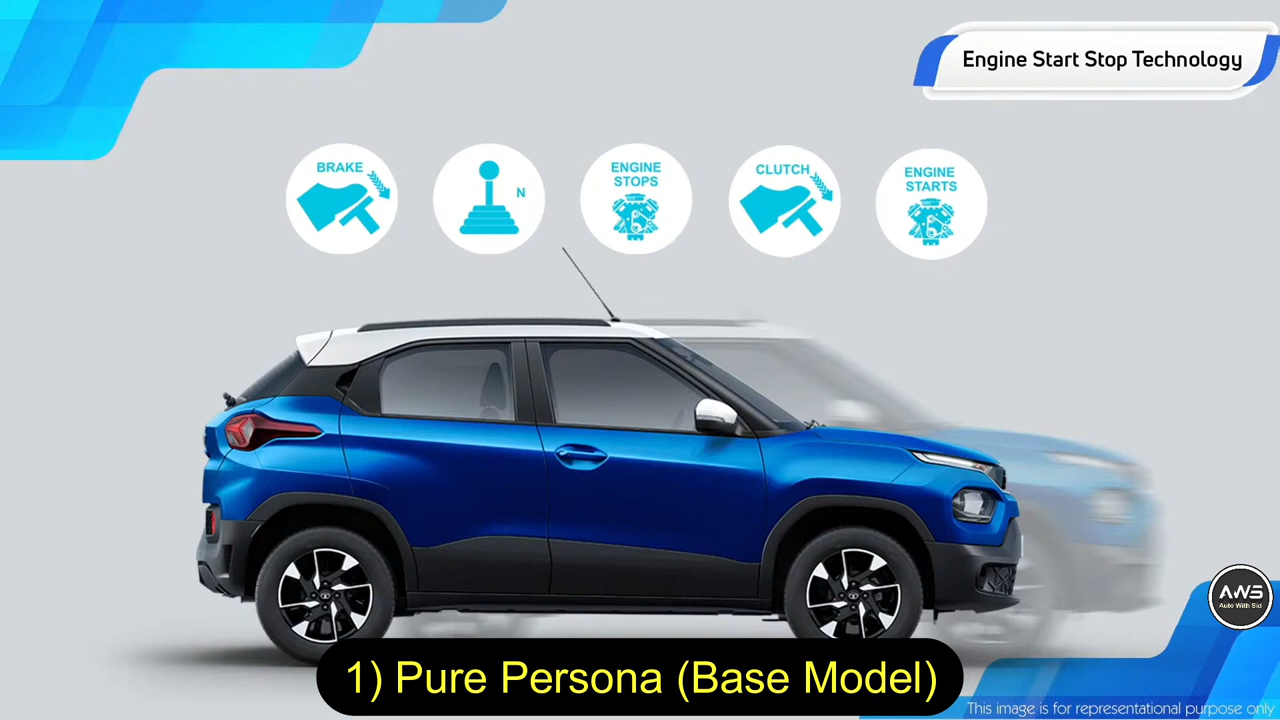 Engine Start Stop Technology
BRAKE
N
ENGINE
STOPS
CLUTCH
ENGINE
STARTS
AWS
Auto With Sid
1) Pure Persona (Base Model)
This image is for representational purpose only